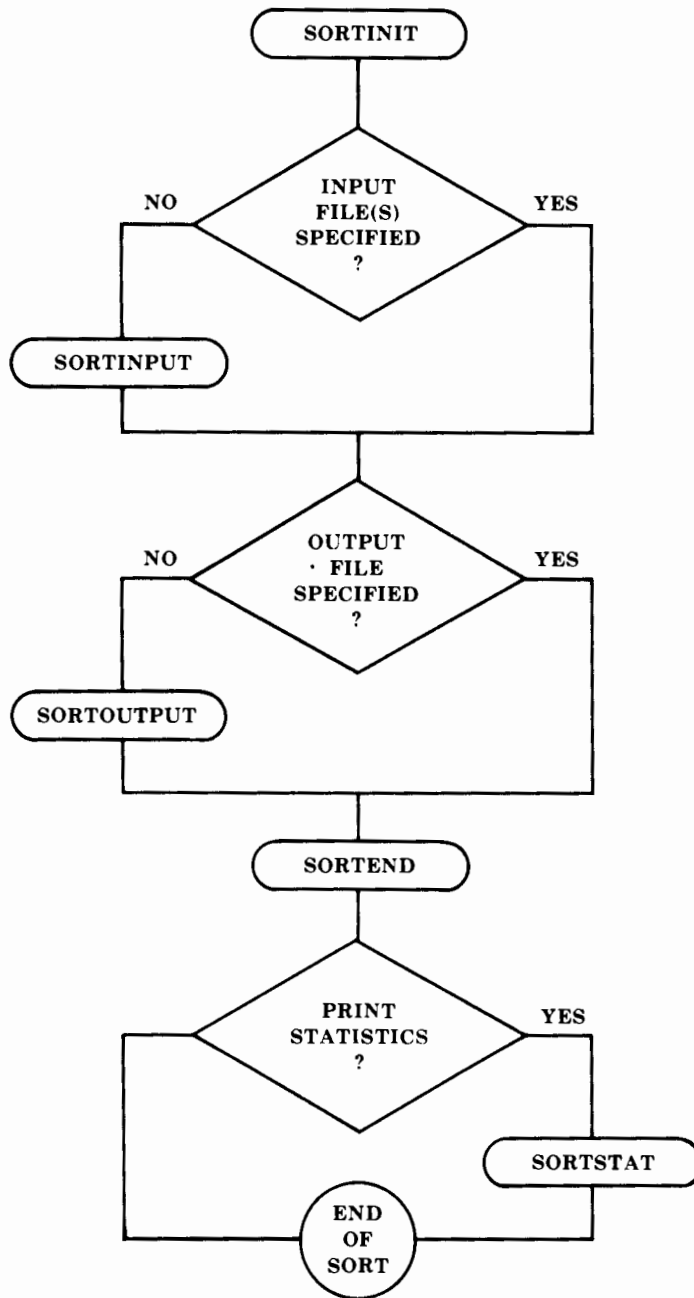 SORTINIT
INPUT
FILE(S)
SPECIFIED
?
NO
YES
SORTINPUT
OUTPUT
FILE
SPECIFIED
?
NO
YES
SORTOUTPUT
SORTEND
PRINT
STATISTICS
?
YES
SORTSTAT
END
OF
SORT